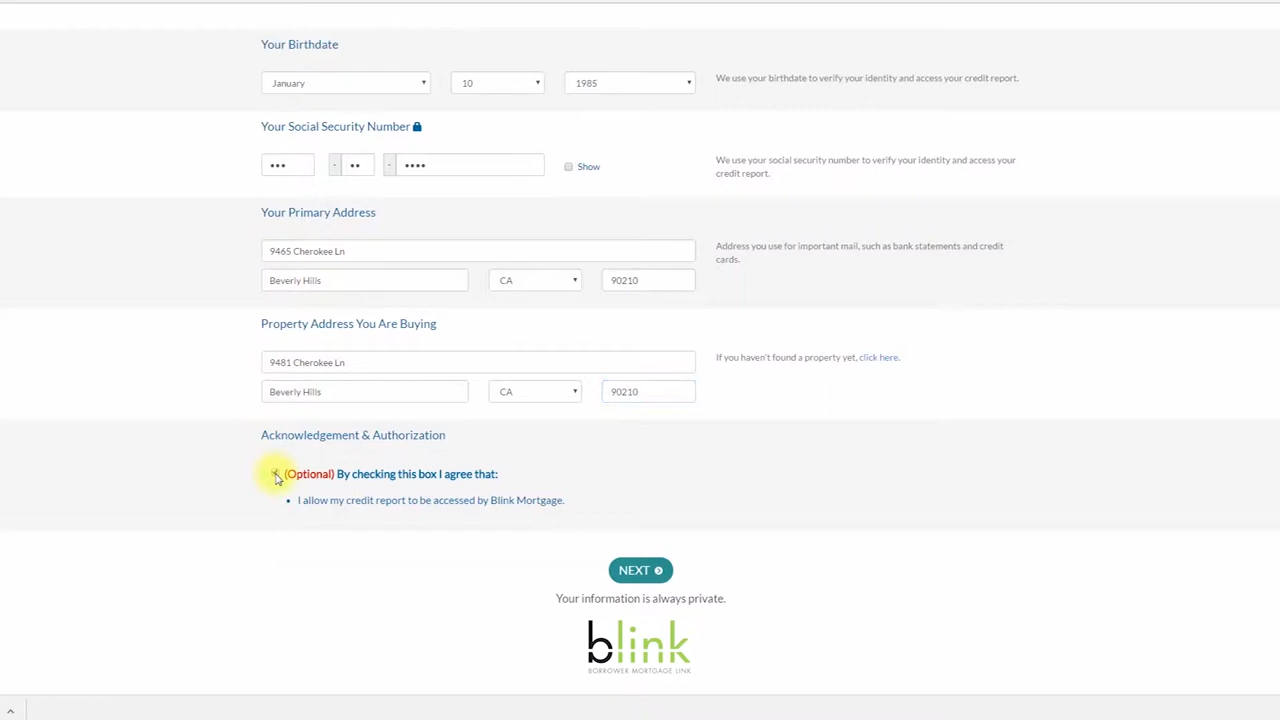 Your Birthdate
January 10 1985 We use your birthdate to verify your identity and access your credit report.
Your Social Security Number
••• - •• - •••• Show We use your social security number to verify your identity and access your
credit report.
Your Primary Address
9465 Cherokee Ln Address you use for important mail, such as bank statements and credit
cards.
Beverly Hills CA 90210
Property Address You Are Buying
9481 Cherokee Ln If you haven't found a property yet, click here.
Beverly Hills CA 90210
Acknowledgement & Authorization
(Optional) By checking this box I agree that:
• I allow my credit report to be accessed by Blink Mortgage.
NEXT
Your information is always private.
blink
BORROWER MORTGAGE LINK